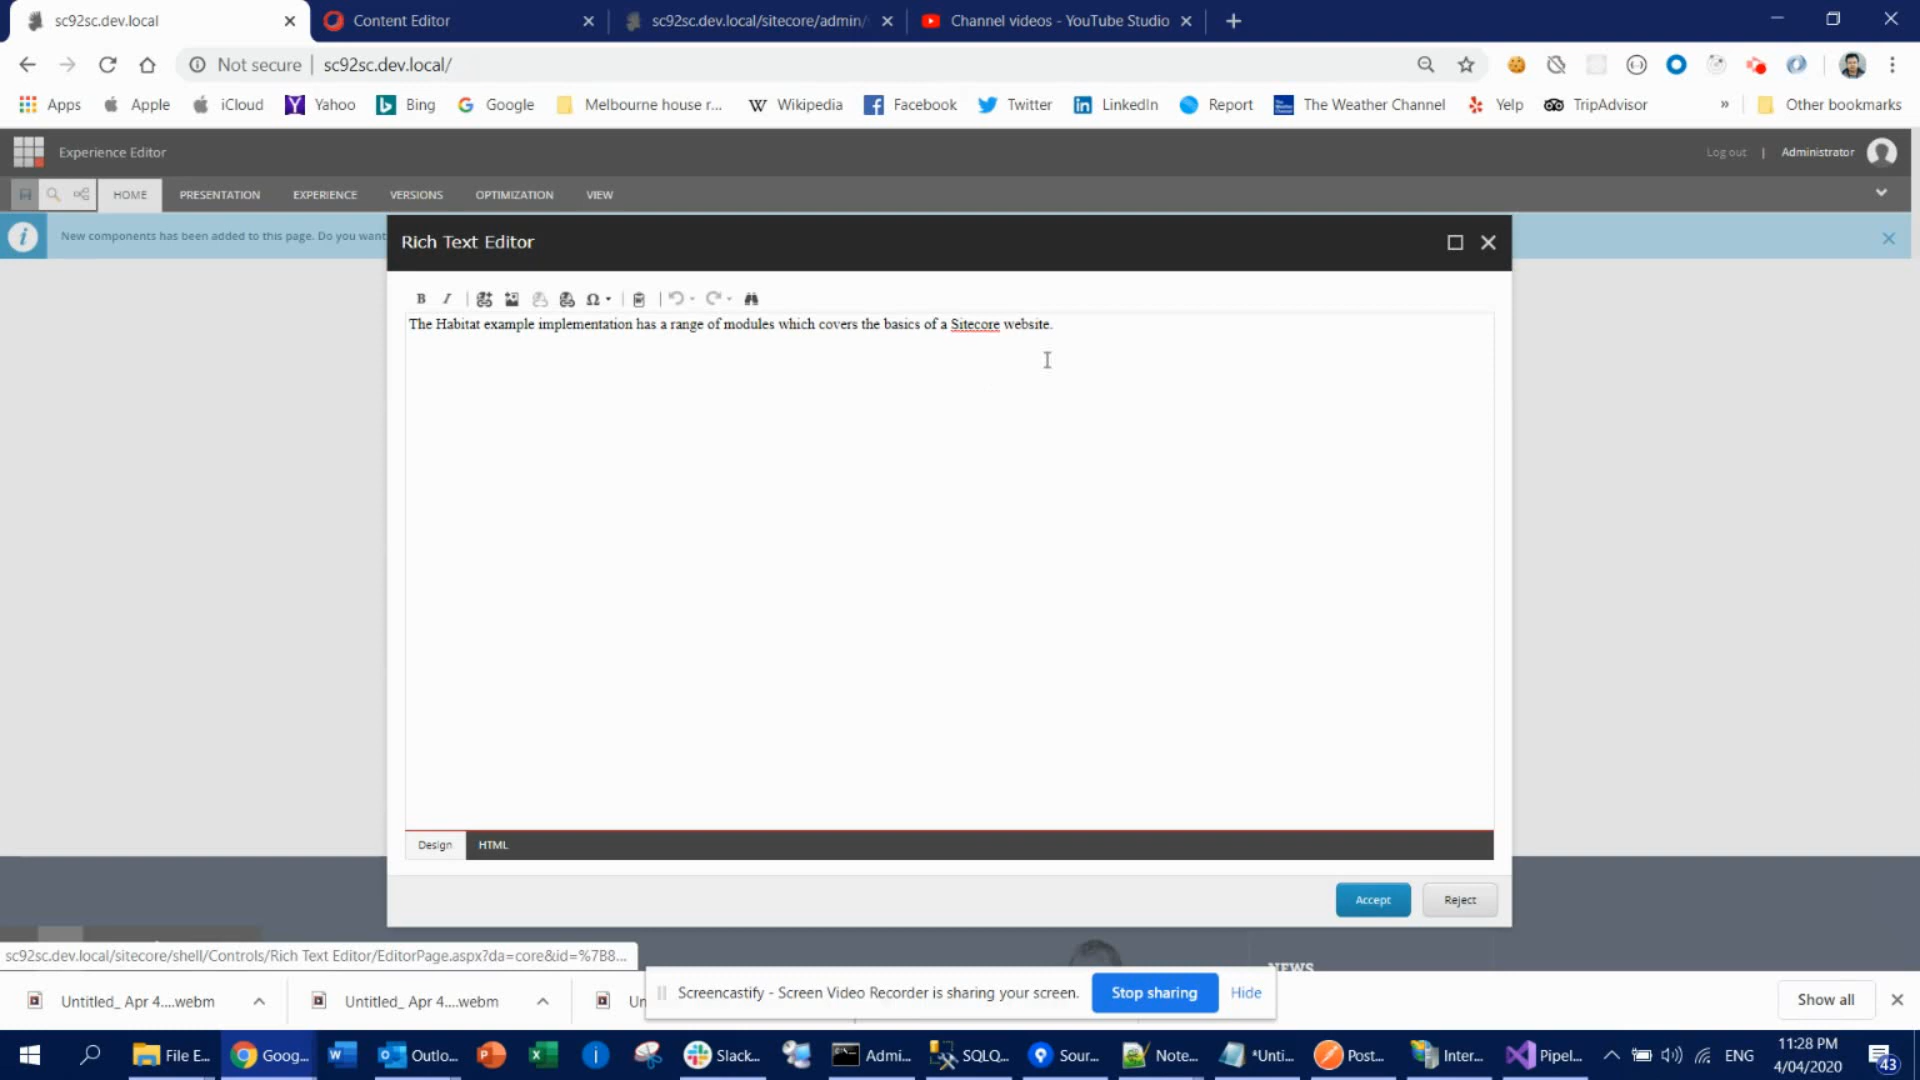 sc92sc.dev.local
Content Editor
sc92sc.dev.local/sitecore/admin/
Channel videos - YouTube Studio
Not secure | sc92sc.dev.local/
Apps
Apple
iCloud
Yahoo
Bing
Google
Melbourne house r...
Wikipedia
Facebook
Twitter
LinkedIn
Report
The Weather Channel
Yelp
TripAdvisor
»
Other bookmarks
Experience Editor
Log out | Administrator
HOME
PRESENTATION
EXPERIENCE
VERSIONS
OPTIMIZATION
VIEW
New components has been added to this page. Do you want
Rich Text Editor
B I Ω
The Habitat example implementation has a range of modules which covers the basics of a Sitecore website.
Design
HTML
Accept
Reject
NEWS
sc92sc.dev.local/sitecore/shell/Controls/Rich Text Editor/EditorPage.aspx?da=core&id=%7B8...
Untitled_ Apr 4....webm
Untitled_ Apr 4....webm
Un
Screencastify - Screen Video Recorder is sharing your screen.
Stop sharing
Hide
Show all
File E...
Goog...
Outlo...
Slack...
Admi...
SQLQ...
Sour...
Note...
*Unti...
Post...
Inter...
Pipel...
ENG
11:28 PM
4/04/2020
43